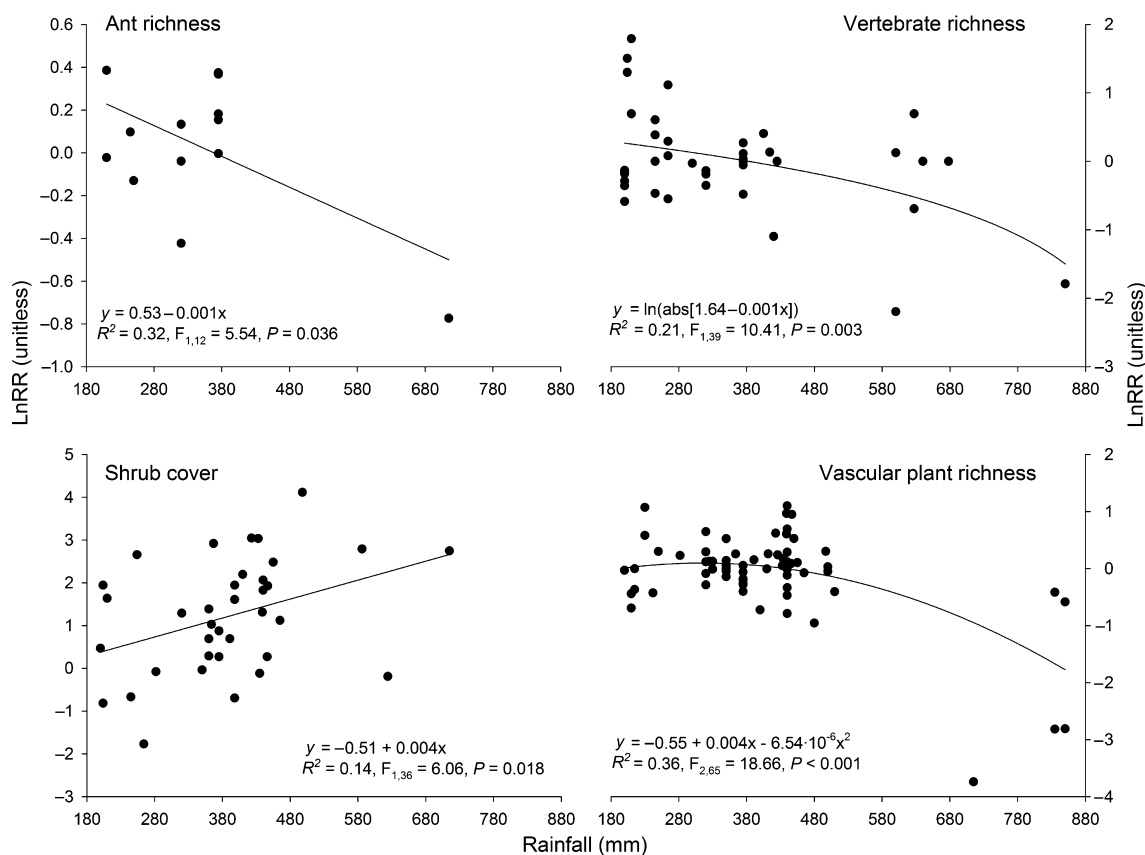 Ant richness
Vertebrate richness
0.6
0.4
0.2
0.0
–0.2
–0.4
–0.6
–0.8
–1.0
2
1
0
–1
–2
–3
y = 0.53 – 0.001x
R² = 0.32, F1,12 = 5.54, P = 0.036
y = ln(abs[1.64–0.001x])
R² = 0.21, F1,39 = 10.41, P = 0.003
180 280 380 480 580 680 780 880
180 280 380 480 580 680 780 880
LnRR (unitless)
LnRR (unitless)
Shrub cover
Vascular plant richness
5
4
3
2
1
0
–1
–2
–3
2
1
0
–1
–2
–3
–4
y = –0.51 + 0.004x
R² = 0.14, F1,36 = 6.06, P = 0.018
y = –0.55 + 0.004x - 6.54·10⁻⁶x²
R² = 0.36, F2,65 = 18.66, P < 0.001
180 280 380 480 580 680 780 880
180 280 380 480 580 680 780 880
Rainfall (mm)